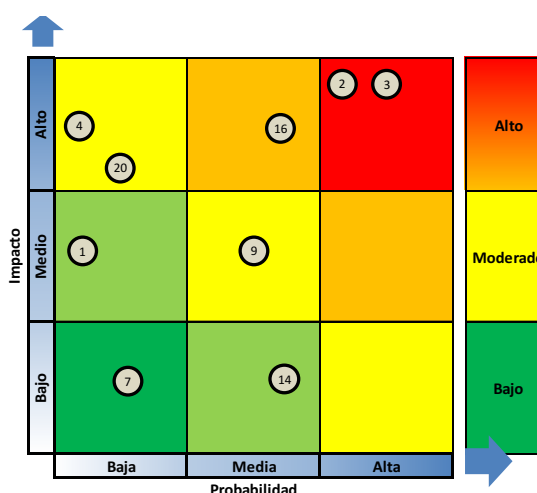 Impacto
Alto
Medio
Bajo
2
3
4
16
20
1
9
7
14
Baja
Media
Alta
Probabilidad
Alto
Moderado
Bajo